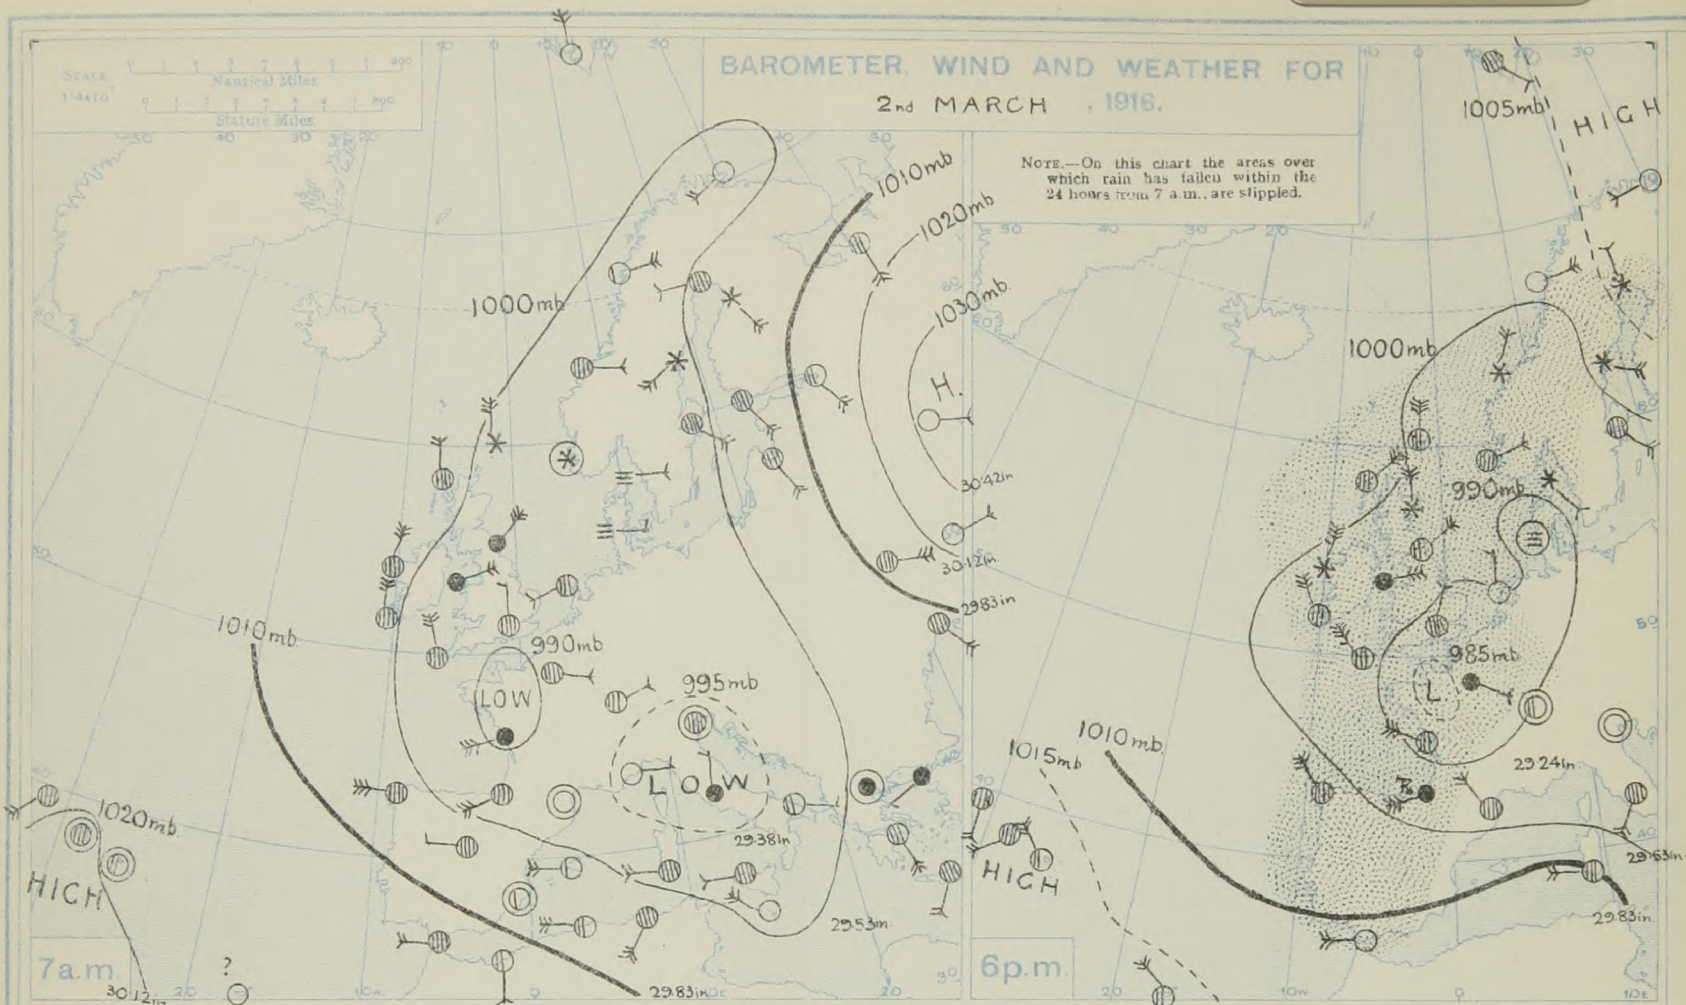 BAROMETER, WIND AND WEATHER FOR
2nd MARCH , 1916.
NOTE.—On this chart the areas over
which rain has fallen within the
24 hours from 7 a.m., are stippled.
SCALE
Nautical Miles
Statute Miles
1010mb
1020mb
1030mb.
1000mb
H.
30·42in
30·12in.
29·83in
1010mb.
990mb
LOW
995mb
LOW
29·38in
29·53in.
1020mb
HIGH
30·12in
29·83in
?
7a.m.
1005mb
HIGH
1000mb
990mb
985mb
L
29·24in
1010mb.
1015mb
HIGH
29·53in
29·83in.
6p.m.